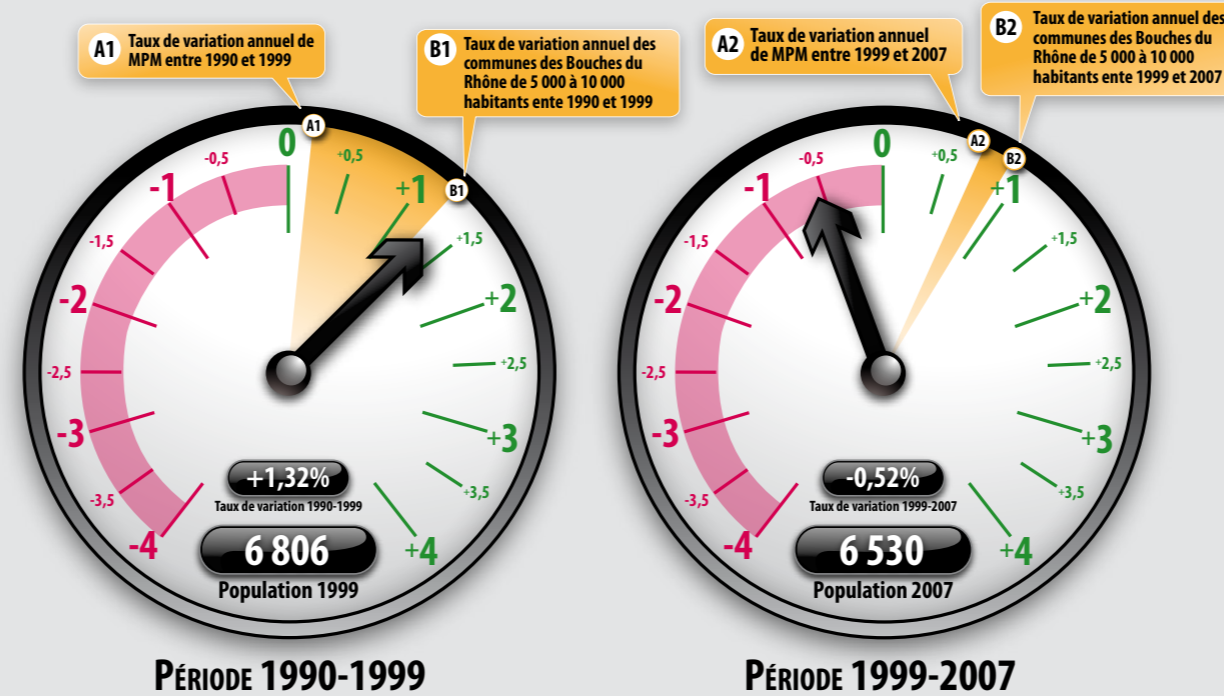 A1 Taux de variation annuel de
MPM entre 1990 et 1999
B1 Taux de variation annuel des
communes des Bouches du
Rhône de 5 000 à 10 000
habitants ente 1990 et 1999
A1
B1
0
+0,5
+1
+1,5
+2
+2,5
+3
+3,5
+4
-0,5
-1
-1,5
-2
-2,5
-3
-3,5
-4
+1,32%
Taux de variation 1990-1999
6 806
Population 1999
PÉRIODE 1990-1999
A2 Taux de variation annuel
de MPM entre 1999 et 2007
B2 Taux de variation annuel des
communes des Bouches du
Rhône de 5 000 à 10 000
habitants ente 1999 et 2007
A2
B2
0
+0,5
+1
+1,5
+2
+2,5
+3
+3,5
+4
-0,5
-1
-1,5
-2
-2,5
-3
-3,5
-4
-0,52%
Taux de variation 1999-2007
6 530
Population 2007
PÉRIODE 1999-2007